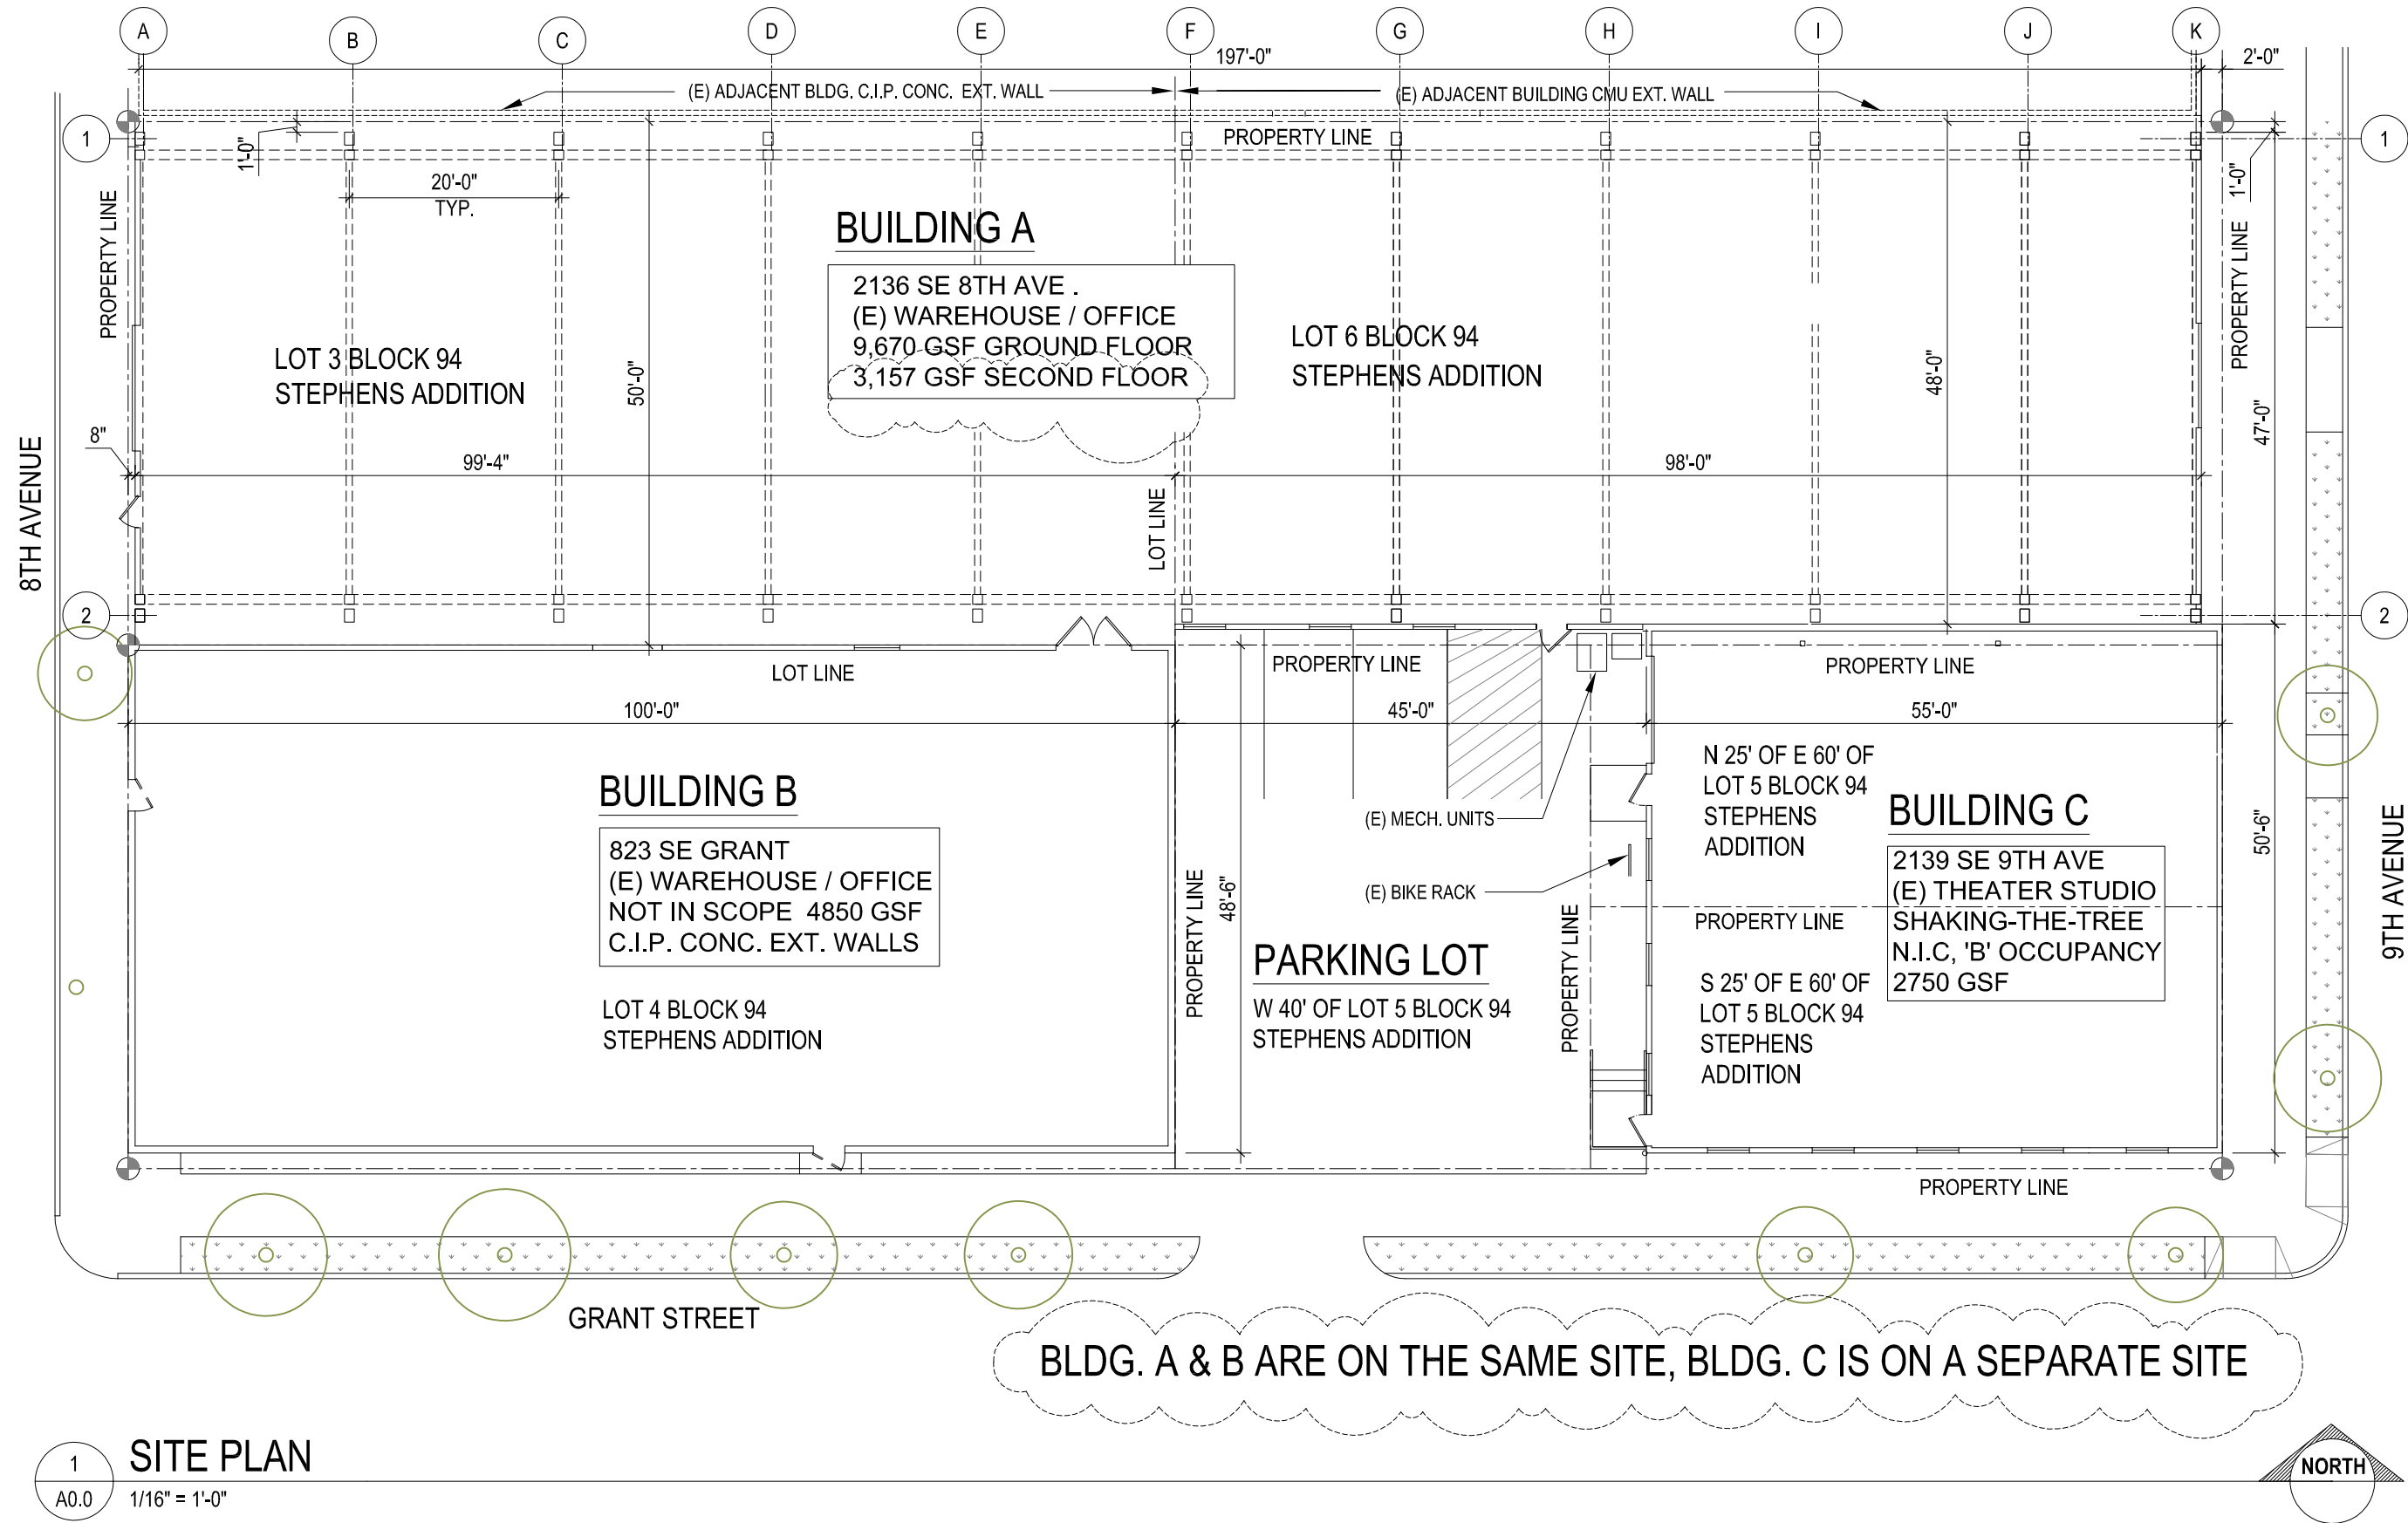 A B C D E F G H I J K
197'-0"
2'-0"
(E) ADJACENT BLDG. C.I.P. CONC. EXT. WALL
(E) ADJACENT BUILDING CMU EXT. WALL
PROPERTY LINE
1
1
1'-0"
1'-0"
20'-0"
TYP.
PROPERTY LINE
PROPERTY LINE
BUILDING A
2136 SE 8TH AVE .
(E) WAREHOUSE / OFFICE
9,670 GSF GROUND FLOOR
3,157 GSF SECOND FLOOR
LOT 3 BLOCK 94
STEPHENS ADDITION
LOT 6 BLOCK 94
STEPHENS ADDITION
50'-0"
48'-0"
47'-0"
8"
99'-4"
98'-0"
8TH AVENUE
LOT LINE
2
2
LOT LINE
PROPERTY LINE
PROPERTY LINE
100'-0"
45'-0"
55'-0"
BUILDING B
823 SE GRANT
(E) WAREHOUSE / OFFICE
NOT IN SCOPE 4850 GSF
C.I.P. CONC. EXT. WALLS
LOT 4 BLOCK 94
STEPHENS ADDITION
PROPERTY LINE
48'-6"
(E) MECH. UNITS
(E) BIKE RACK
PARKING LOT
W 40' OF LOT 5 BLOCK 94
STEPHENS ADDITION
PROPERTY LINE
N 25' OF E 60' OF
LOT 5 BLOCK 94
STEPHENS
ADDITION
PROPERTY LINE
S 25' OF E 60' OF
LOT 5 BLOCK 94
STEPHENS
ADDITION
BUILDING C
2139 SE 9TH AVE
(E) THEATER STUDIO
SHAKING-THE-TREE
N.I.C, 'B' OCCUPANCY
2750 GSF
50'-6"
9TH AVENUE
PROPERTY LINE
GRANT STREET
BLDG. A & B ARE ON THE SAME SITE, BLDG. C IS ON A SEPARATE SITE
1
A0.0
SITE PLAN
1/16" = 1'-0"
NORTH